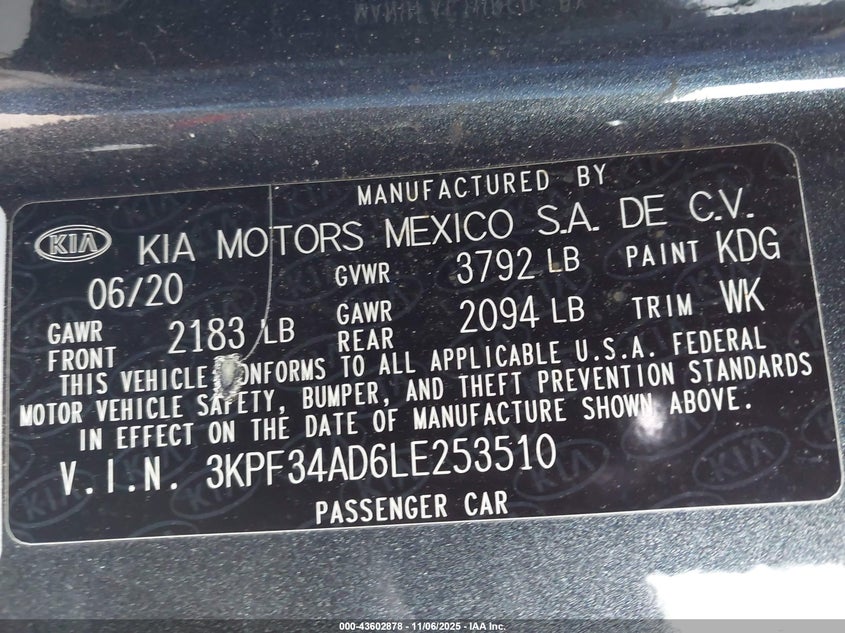 MANUFACTURED BY
KIA KIA MOTORS MEXICO S.A. DE C.V.
06/20 GVWR 3792 LB PAINT KDG
GAWR FRONT 2183 LB GAWR REAR 2094 LB TRIM WK
THIS VEHICLE ONFORMS TO ALL APPLICABLE U.S.A. FEDERAL
MOTOR VEHICLE SAFETY, BUMPER, AND THEFT PREVENTION STANDARDS
IN EFFECT ON THE DATE OF MANUFACTURE SHOWN ABOVE.
V.I.N. 3KPF34AD6LE253510
PASSENGER CAR
000-43602878 - 11/06/2025 - IAA Inc.